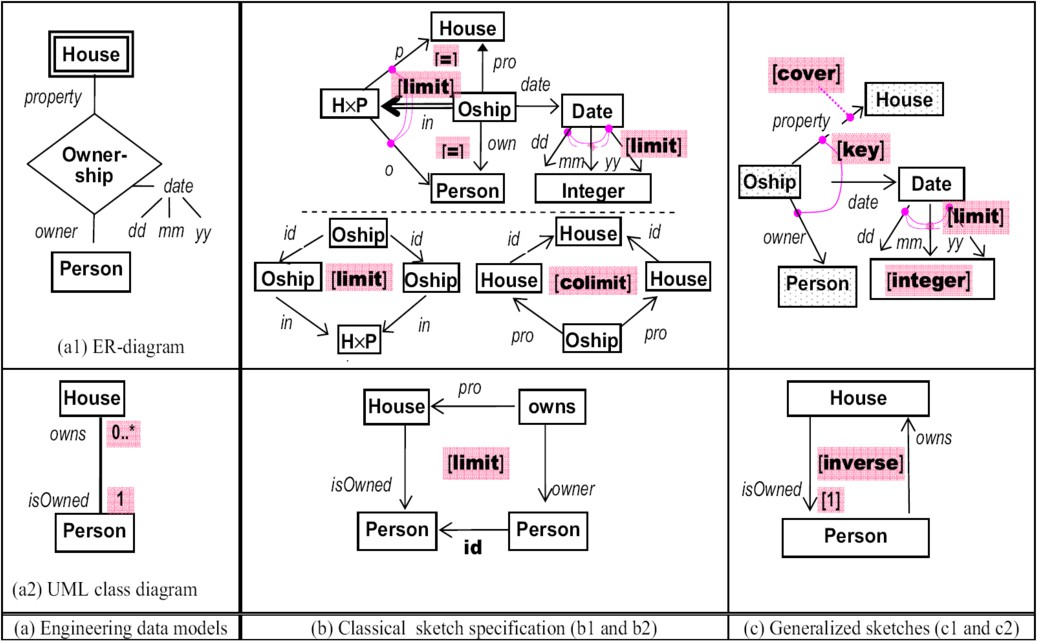 House
property
Owner-
ship
date
dd mm yy
owner
Person
(a1) ER-diagram
House
p
[=]
pro
[limit]
date
H×P
Oship
Date
in
own
dd
mm
yy
[limit]
[=]
o
Person
Integer
id
Oship
id
Oship
[limit]
Oship
in
in
H×P
id
House
id
House
[colimit]
House
pro
Oship
pro
[cover]
House
property
[key]
Oship
Date
date
[limit]
owner
dd
mm
yy
Person
[integer]
House
owns
0..*
isOwned
1
Person
(a2) UML class diagram
pro
House
owns
[limit]
isOwned
owner
Person
Person
id
House
owns
[inverse]
isOwned
[1]
Person
(a) Engineering data models
(b) Classical sketch specification (b1 and b2)
(c) Generalized sketches (c1 and c2)